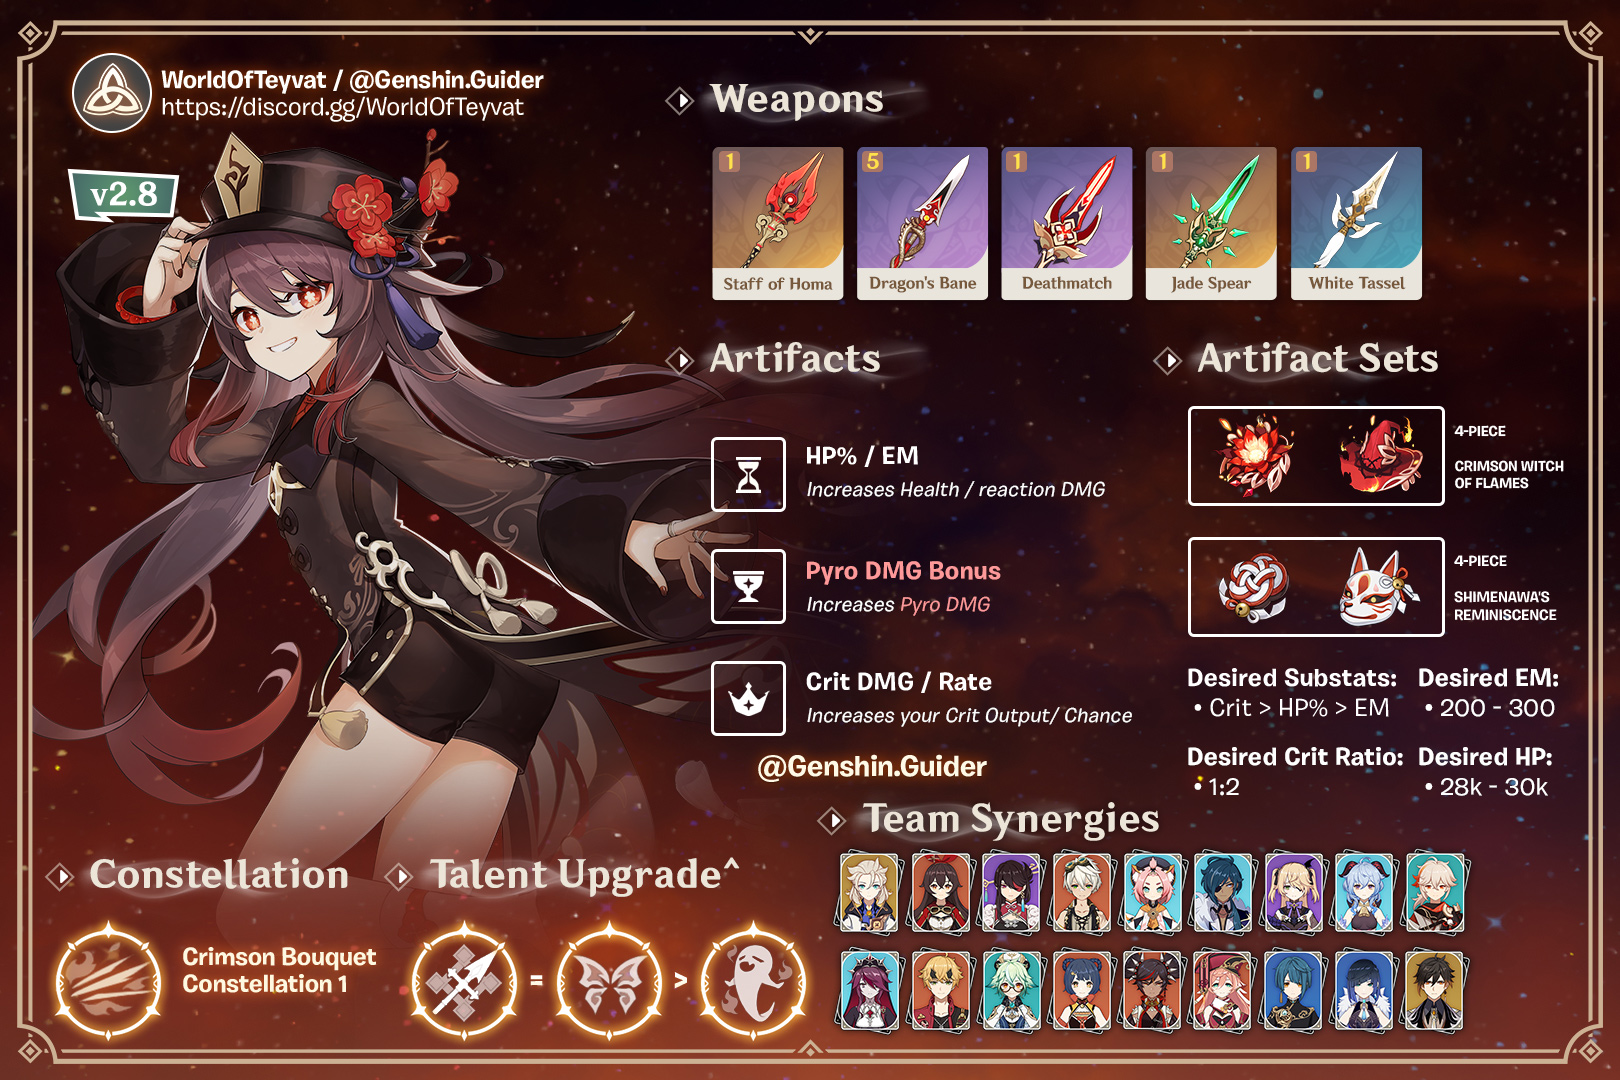 WorldOfTeyvat / @Genshin.Guider
https://discord.gg/WorldOfTeyvat
v2.8
Weapons
1
5
1
1
1
Staff of Homa
Dragon's Bane
Deathmatch
Jade Spear
White Tassel
Artifacts
HP% / EM
Increases Health / reaction DMG
Pyro DMG Bonus
Increases Pyro DMG
Crit DMG / Rate
Increases your Crit Output/ Chance
@Genshin.Guider
Artifact Sets
4-PIECE
CRIMSON WITCH
OF FLAMES
4-PIECE
SHIMENAWA'S
REMINISCENCE
Desired Substats:
• Crit > HP% > EM
Desired EM:
• 200 - 300
Desired Crit Ratio:
• 1:2
Desired HP:
• 28k - 30k
Team Synergies
Constellation
Crimson Bouquet
Constellation 1
Talent Upgrade^
= >